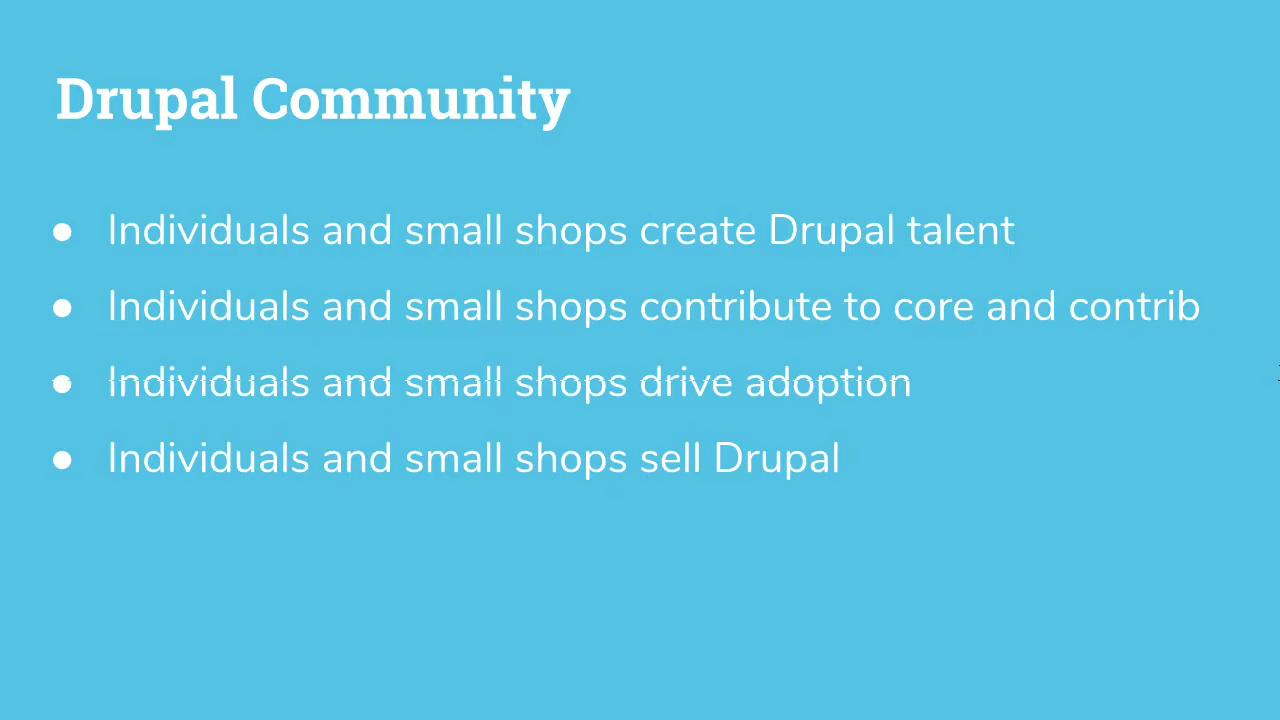 Drupal Community
● Individuals and small shops create Drupal talent
● Individuals and small shops contribute to core and contrib
● Individuals and small shops drive adoption
● Individuals and small shops sell Drupal